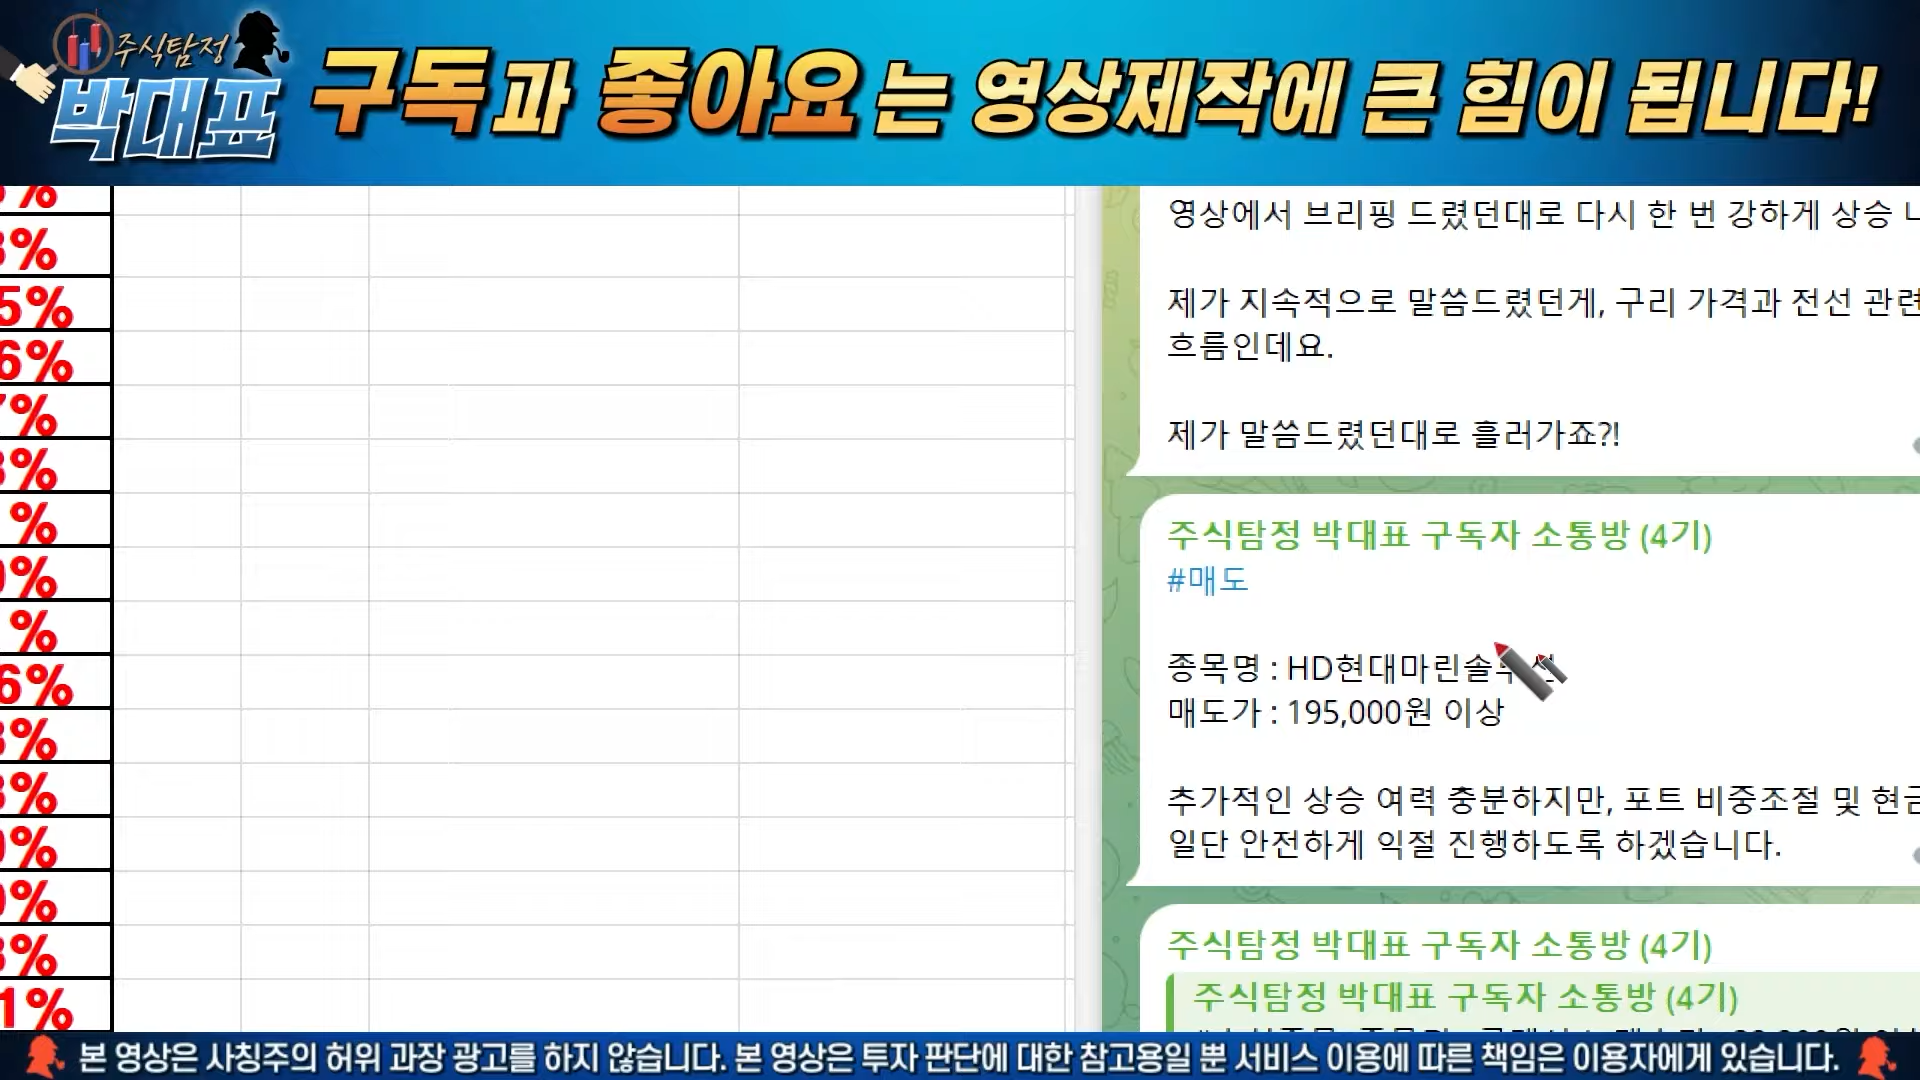 주식탐정
박대표
구독과 좋아요는 영상제작에 큰 힘이 됩니다!
%
%
5%
6%
%
%
%
%
%
6%
%
%
%
%
%
1%
영상에서 브리핑 드렸던대로 다시 한 번 강하게 상승
제가 지속적으로 말씀드렸던게, 구리 가격과 전선 관련
흐름인데요.
제가 말씀드렸던대로 흘러가죠?!
주식탐정 박대표 구독자 소통방 (4기)
#매도
종목명 : HD현대마린솔루션
매도가 : 195,000원 이상
추가적인 상승 여력 충분하지만, 포트 비중조절 및 현금
일단 안전하게 익절 진행하도록 하겠습니다.
주식탐정 박대표 구독자 소통방 (4기)
주식탐정 박대표 구독자 소통방 (4기)
본 영상은 사칭주의 허위 과장 광고를 하지 않습니다. 본 영상은 투자 판단에 대한 참고용일 뿐 서비스 이용에 따른 책임은 이용자에게 있습니다.